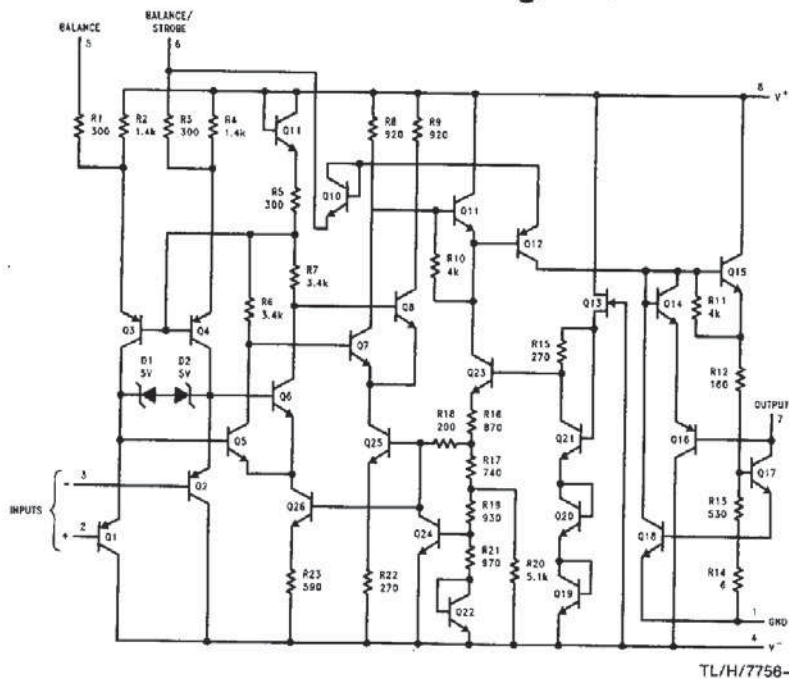 BALANCE
5
BALANCE/
STROBE
6
8
V+
R1
300
R2
1.4k
R3
300
R4
1.4k
Q11
R8
920
R9
920
R5
300
Q10
Q11
Q12
R10
4k
R7
3.4k
R6
3.4k
Q3
Q4
Q7
Q8
Q13
Q14
R11
4k
Q15
R12
160
OUTPUT
7
D1
5V
D2
5V
Q6
Q5
Q23
R15
270
Q21
Q16
Q17
R18
200
R16
870
Q25
R17
740
R13
530
INPUTS
-
3
+
2
Q2
Q1
Q26
Q24
R19
930
Q20
Q18
R21
970
R20
5.1k
R23
590
R22
270
Q22
Q19
R14
6
1
GND
4
V-
TL/H/7756-